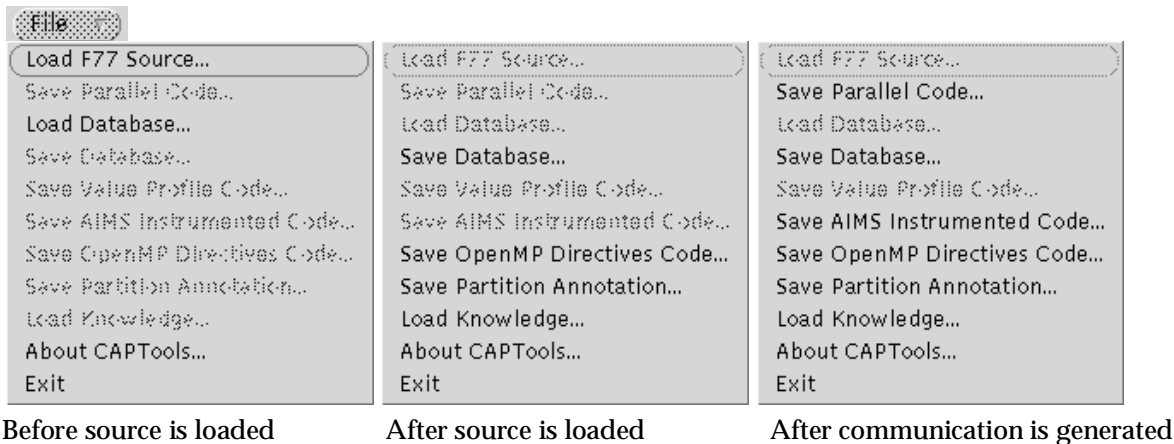 File
Load F77 Source...
Save Parallel Code...
Load Database...
Save Database...
Save Value Profile Code...
Save AIMS Instrumented Code...
Save OpenMP Directives Code...
Save Partition Annotation...
Load Knowledge...
About CAPTools...
Exit
Before source is loaded
Load F77 Source...
Save Parallel Code...
Load Database...
Save Database...
Save Value Profile Code...
Save AIMS Instrumented Code...
Save OpenMP Directives Code...
Save Partition Annotation...
Load Knowledge...
About CAPTools...
Exit
After source is loaded
Load F77 Source...
Save Parallel Code...
Load Database...
Save Database...
Save Value Profile Code...
Save AIMS Instrumented Code...
Save OpenMP Directives Code...
Save Partition Annotation...
Load Knowledge...
About CAPTools...
Exit
After communication is generated